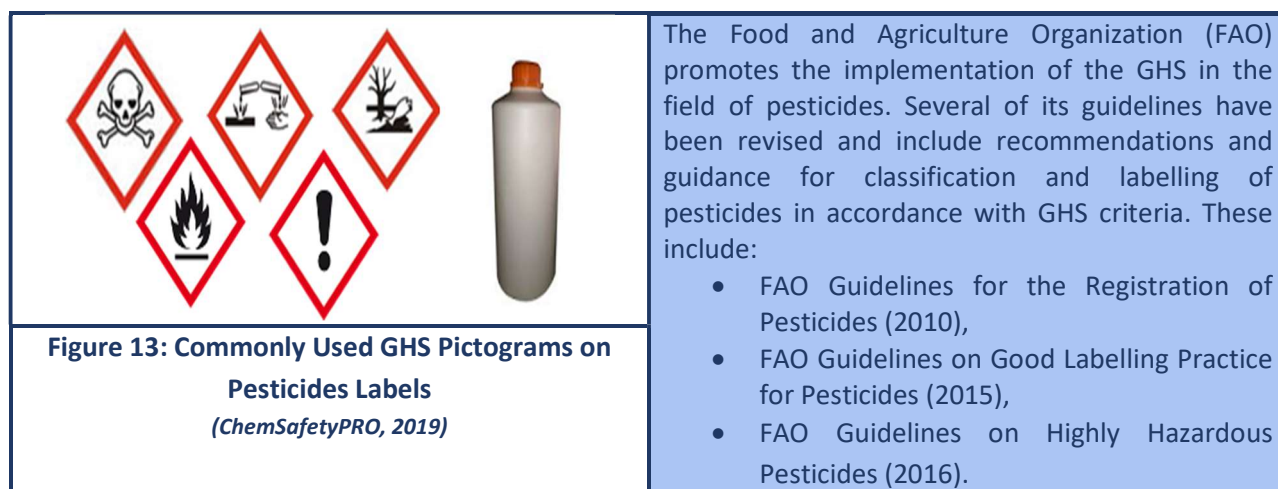 Figure 13: Commonly Used GHS Pictograms on
Pesticides Labels
(ChemSafetyPRO, 2019)
The Food and Agriculture Organization (FAO)
promotes the implementation of the GHS in the
field of pesticides. Several of its guidelines have
been revised and include recommendations and
guidance for classification and labelling of
pesticides in accordance with GHS criteria. These
include:
• FAO Guidelines for the Registration of
Pesticides (2010),
• FAO Guidelines on Good Labelling Practice
for Pesticides (2015),
• FAO Guidelines on Highly Hazardous
Pesticides (2016).